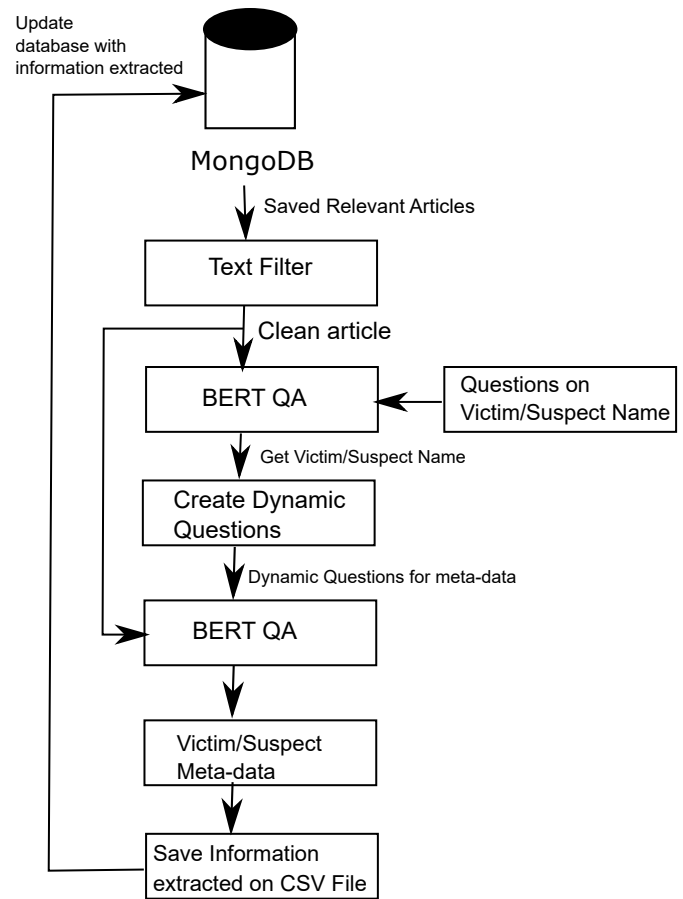 Update
database with
information extracted
MongoDB
Saved Relevant Articles
Text Filter
Clean article
BERT QA
Questions on
Victim/Suspect Name
Get Victim/Suspect Name
Create Dynamic
Questions
Dynamic Questions for meta-data
BERT QA
Victim/Suspect
Meta-data
Save Information
extracted on CSV File